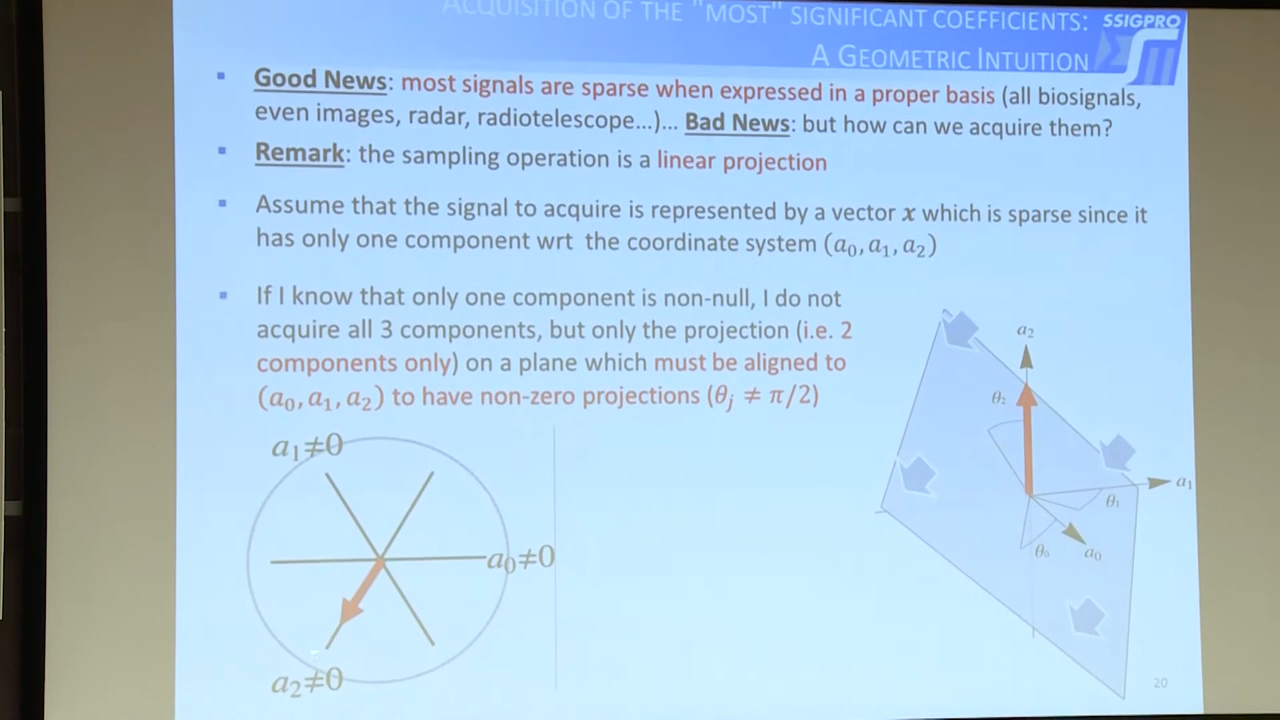 ACQUISITION OF THE "MOST" SIGNIFICANT COEFFICIENTS:
A GEOMETRIC INTUITION
SSIGPRO
Good News: most signals are sparse when expressed in a proper basis (all biosignals,
even images, radar, radiotelescope...)... Bad News: but how can we acquire them?
Remark: the sampling operation is a linear projection
Assume that the signal to acquire is represented by a vector x which is sparse since it
has only one component wrt the coordinate system (a₀, a₁, a₂)
If I know that only one component is non-null, I do not
acquire all 3 components, but only the projection (i.e. 2
components only) on a plane which must be aligned to
(a₀, a₁, a₂) to have non-zero projections (θⱼ ≠ π/2)
a₁≠0
a₀≠0
a₂≠0
a₂
θ₂
a₁
θ₁
θ₀
a₀
20